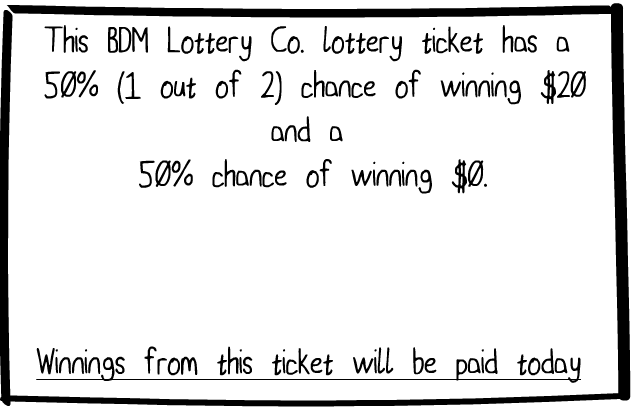 This BDM Lottery Co. lottery ticket has a
50% (1 out of 2) chance of winning $20
and a
50% chance of winning $0.
Winnings from this ticket will be paid today